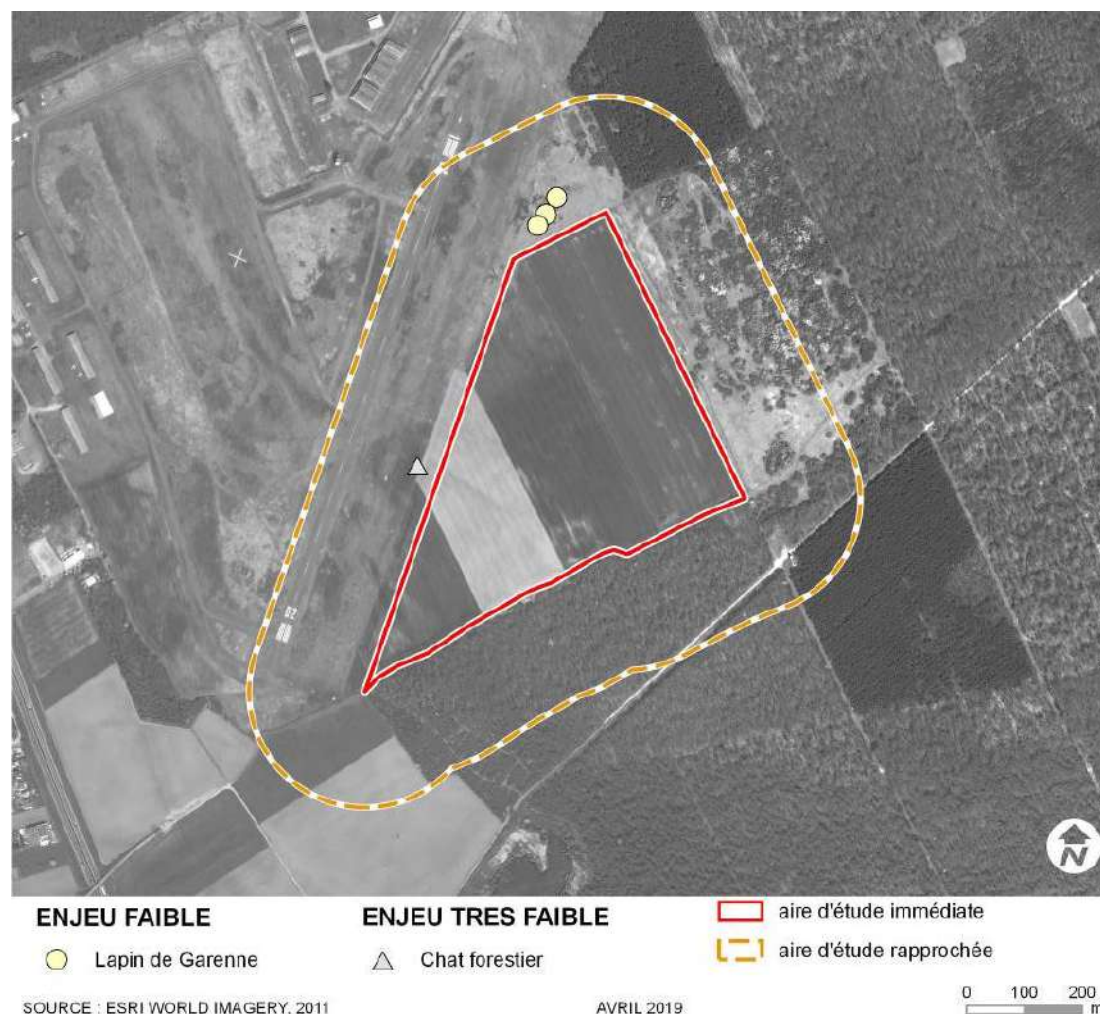 N
ENJEU FAIBLE
Lapin de Garenne
ENJEU TRES FAIBLE
Chat forestier
aire d'étude immédiate
aire d'étude rapprochée
SOURCE : ESRI WORLD IMAGERY, 2011
AVRIL 2019
0 100 200
m